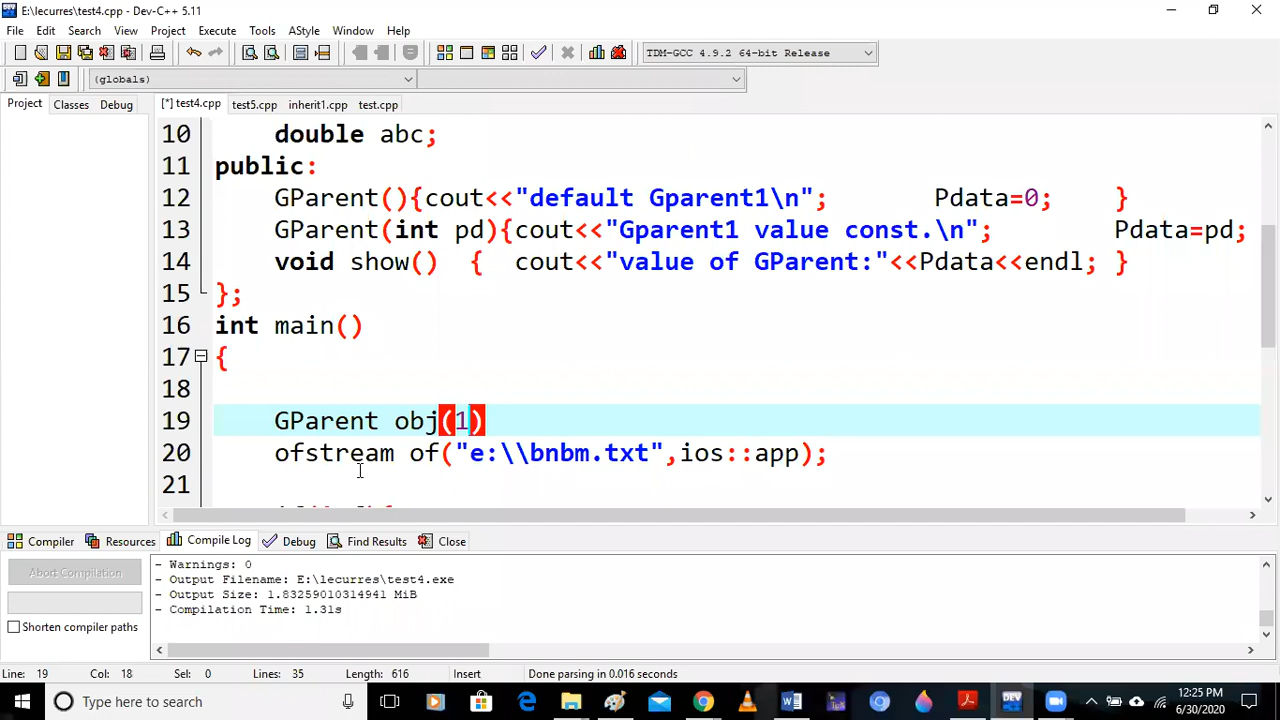 E:\lecurres\test4.cpp - Dev-C++ 5.11
File Edit Search View Project Execute Tools AStyle Window Help
TDM-GCC 4.9.2 64-bit Release
(globals)
Project Classes Debug [*] test4.cpp test5.cpp inherit1.cpp test.cpp
10 double abc;
11 public:
12 GParent(){cout<<"default Gparent1\n"; Pdata=0; }
13 GParent(int pd){cout<<"Gparent1 value const.\n"; Pdata=pd;
14 void show() { cout<<"value of GParent:"<<Pdata<<endl; }
15 };
16 int main()
17 {
18
19 GParent obj(1)
20 ofstream of("e:\\bnbm.txt",ios::app);
21
Compiler Resources Compile Log Debug Find Results Close
Abort Compilation
Shorten compiler paths
- Warnings: 0
- Output Filename: E:\lecurres\test4.exe
- Output Size: 1.83259010314941 MiB
- Compilation Time: 1.31s
Line: 19 Col: 18 Sel: 0 Lines: 35 Length: 616 Insert Done parsing in 0.016 seconds
Type here to search
DEV
12:25 PM
6/30/2020